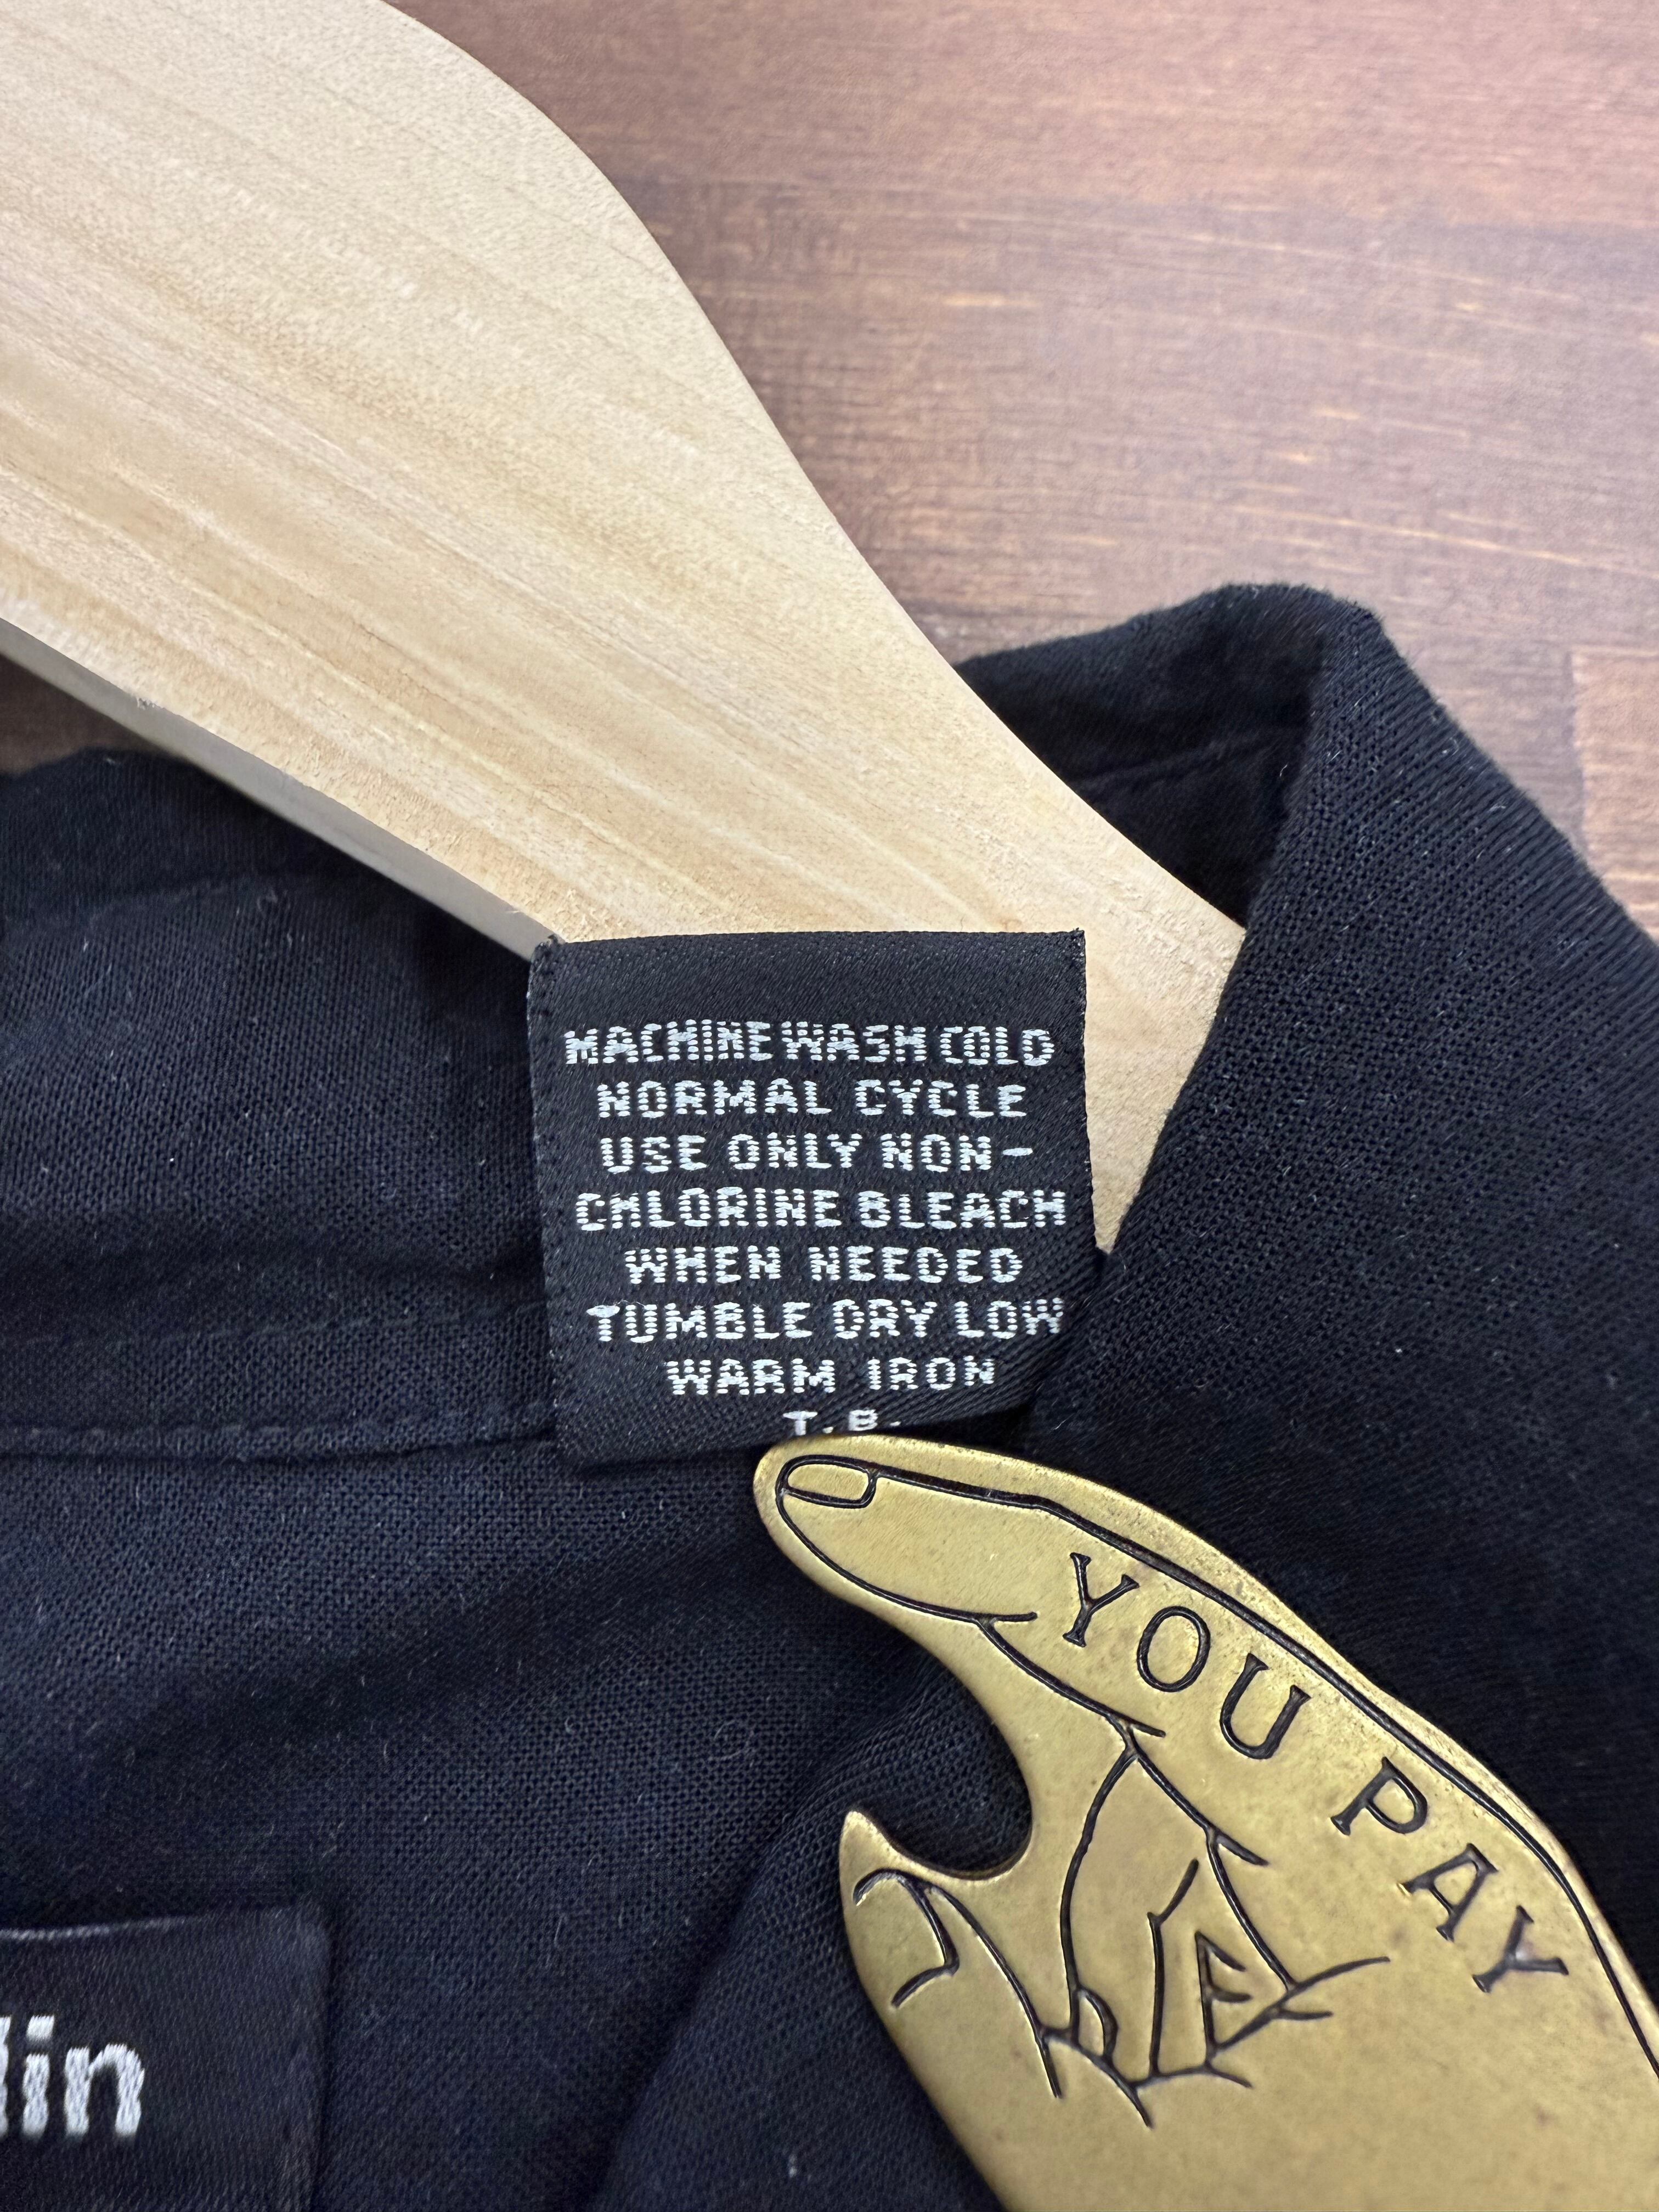 MACHINE WASH COLD
NORMAL CYCLE
USE ONLY NON-
CHLORINE BLEACH
WHEN NEEDED
TUMBLE DRY LOW
WARM IRON
T.B.
YOU PAY